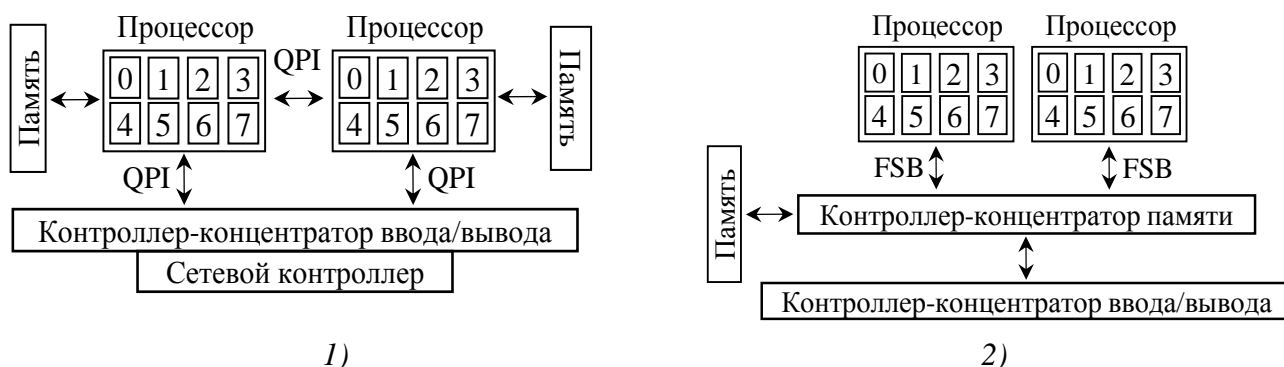 Процессор
Процессор
Память
0 1 2 3
4 5 6 7
QPI
0 1 2 3
4 5 6 7
Память
QPI
QPI
Контроллер-концентратор ввода/вывода
Сетевой контроллер
1)
Процессор
Процессор
0 1 2 3
4 5 6 7
0 1 2 3
4 5 6 7
FSB
FSB
Память
Контроллер-концентратор памяти
Контроллер-концентратор ввода/вывода
2)